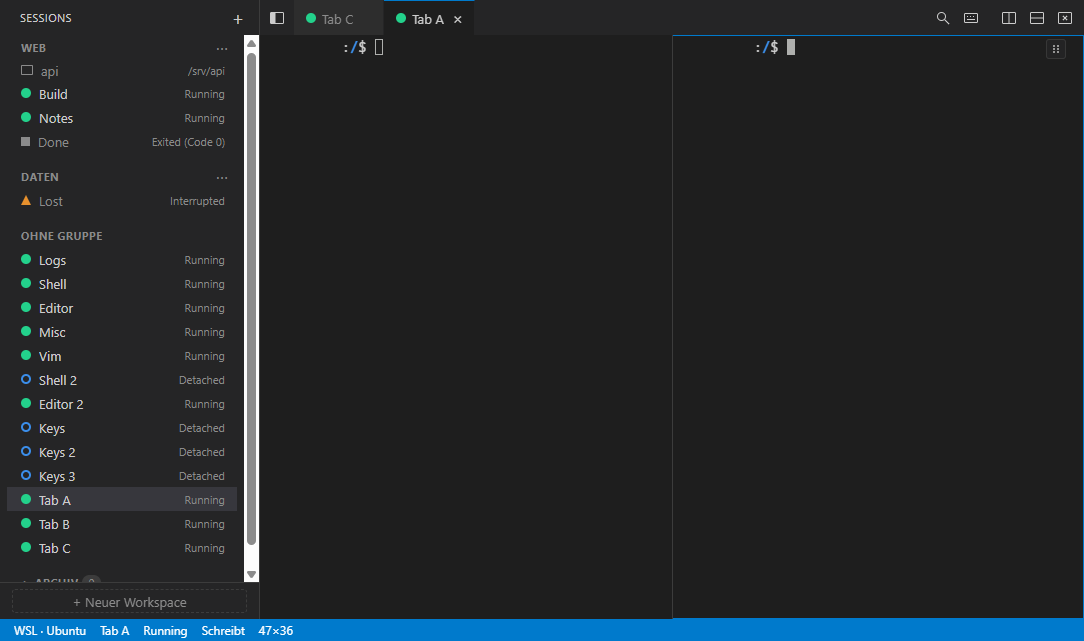 SESSIONS +
Tab C
Tab A ×
WEB ...
api /srv/api
Build Running
Notes Running
Done Exited (Code 0)
DATEN ...
Lost Interrupted
OHNE GRUPPE
Logs Running
Shell Running
Editor Running
Misc Running
Vim Running
Shell 2 Detached
Editor 2 Running
Keys Detached
Keys 2 Detached
Keys 3 Detached
Tab A Running
Tab B Running
Tab C Running
ARCHIV
+ Neuer Workspace
:/$
:/$
WSL · Ubuntu Tab A Running Schreibt 47×36